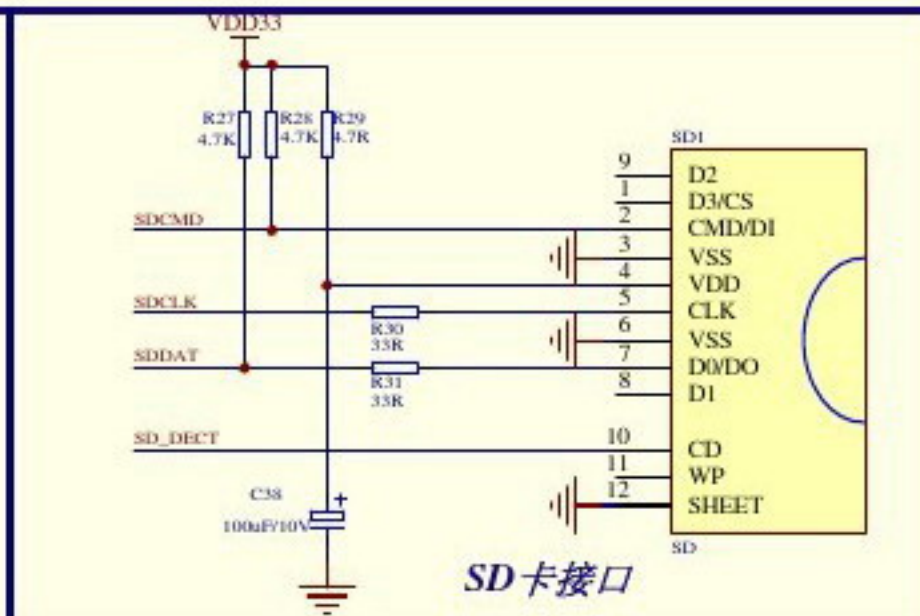 VDD33
R27
4.7K
R28
4.7K
R29
4.7R
SD1
9 D2
1 D3/CS
SDCMD
2 CMD/DI
3 VSS
4 VDD
SDCLK
5 CLK
R30
33R
6 VSS
SDDAT
7 D0/DO
R31
33R
8 D1
SD_DECT
10 CD
11 WP
C38
+
100uF/10V
12 SHEET
SD
SD卡接口